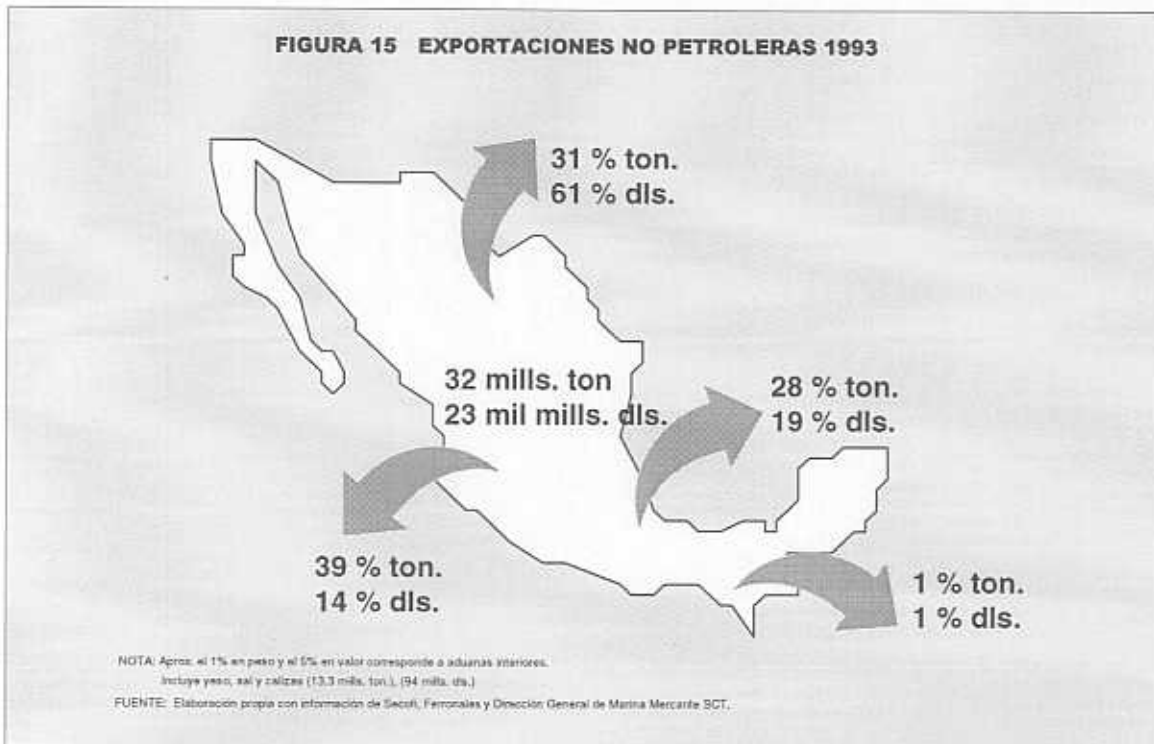 FIGURA 15 EXPORTACIONES NO PETROLERAS 1993
31 % ton.
61 % dls.
32 mills. ton
23 mil mills. dls.
28 % ton.
19 % dls.
39 % ton.
14 % dls.
1 % ton.
1 % dls.
NOTA: Aprox. el 1% en peso y el 5% en valor corresponde a aduanas interiores.
Incluye yeso, sal y calizas (13.3 mills. ton.), (94 mills. dls.)
FUENTE: Elaboración propia con información de Secofi, Ferronales y Dirección General de Marina Mercante SCT.